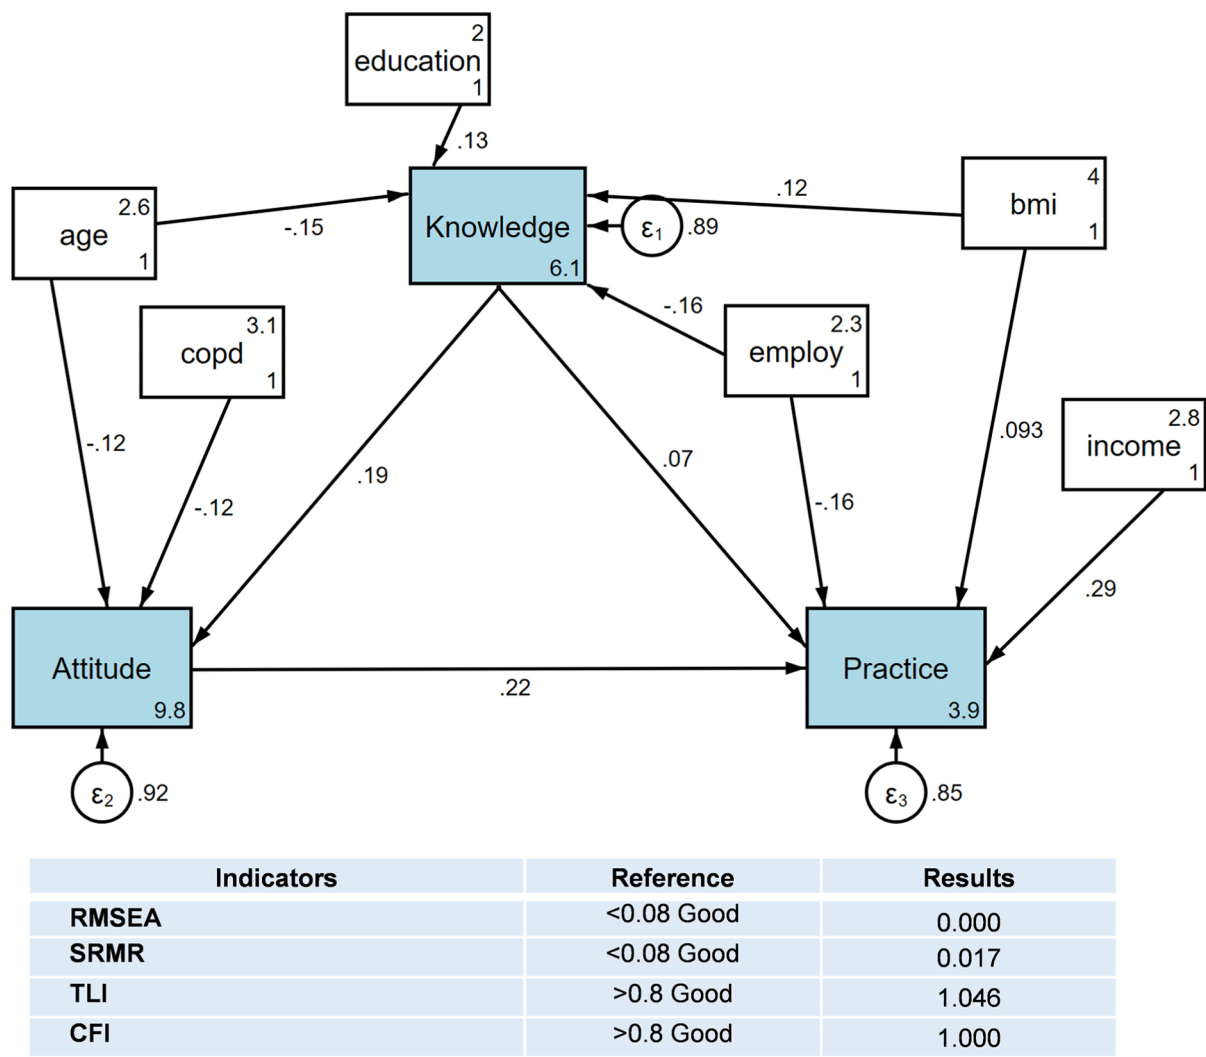 2
education
1
.13
2.6
age
1
-.15
Knowledge
6.1
.12
ε1
.89
4
bmi
1
3.1
copd
1
-.16
2.3
employ
1
2.8
income
1
-.12
-.12
.19
.07
-.16
.093
.29
Attitude
9.8
.22
Practice
3.9
ε2
.92
ε3
.85
Indicators Reference Results
RMSEA <0.08 Good 0.000
SRMR <0.08 Good 0.017
TLI >0.8 Good 1.046
CFI >0.8 Good 1.000